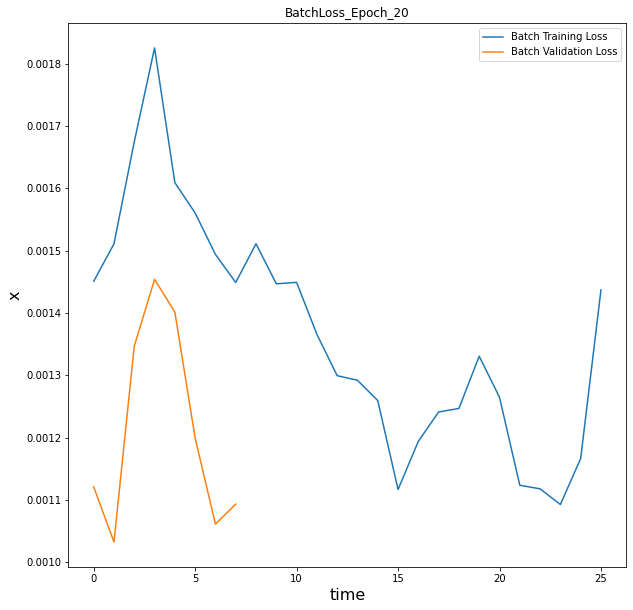 BatchLoss_Epoch_20
Batch Training Loss
Batch Validation Loss
0.0018
0.0017
0.0016
0.0015
0.0014
0.0013
0.0012
0.0011
0.0010
x
0 5 10 15 20 25
time